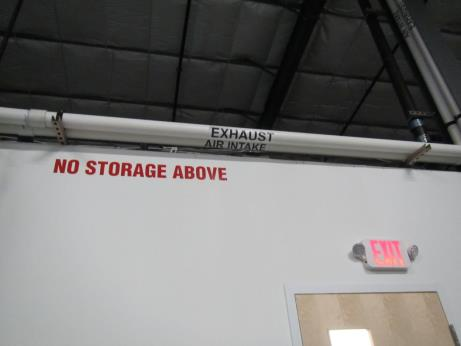 EXHAUST
AIR INTAKE
NO STORAGE ABOVE
EXIT